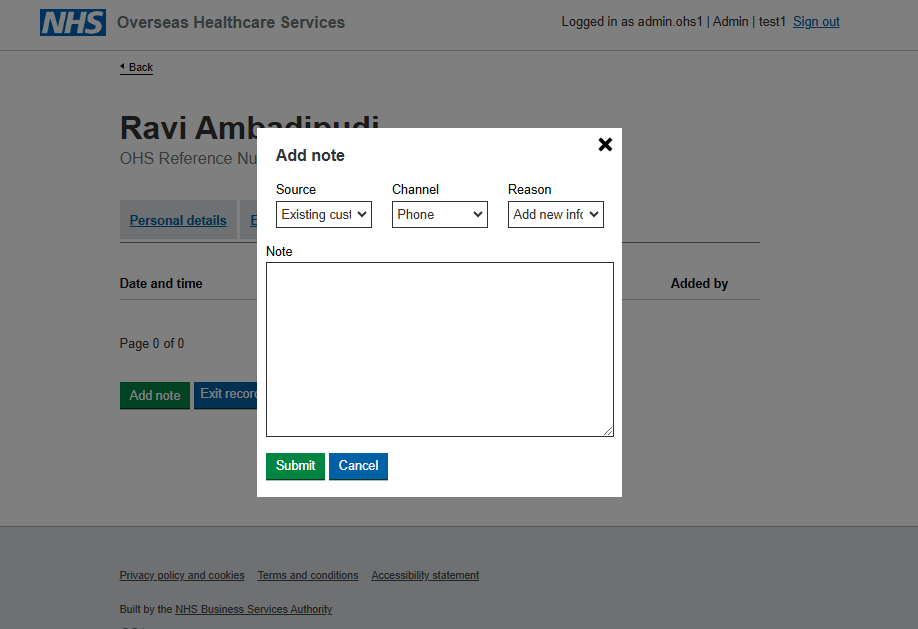 NHS Overseas Healthcare Services
Logged in as admin.ohs1 | Admin | test1 Sign out
Back
Ravi Ambadipudi
OHS Reference Nu
Personal details
Date and time
Added by
Page 0 of 0
Add note
Exit recor
Add note
Source
Channel
Reason
Existing cust
Phone
Add new info
Note
Submit
Cancel
Privacy policy and cookies
Terms and conditions
Accessibility statement
Built by the NHS Business Services Authority